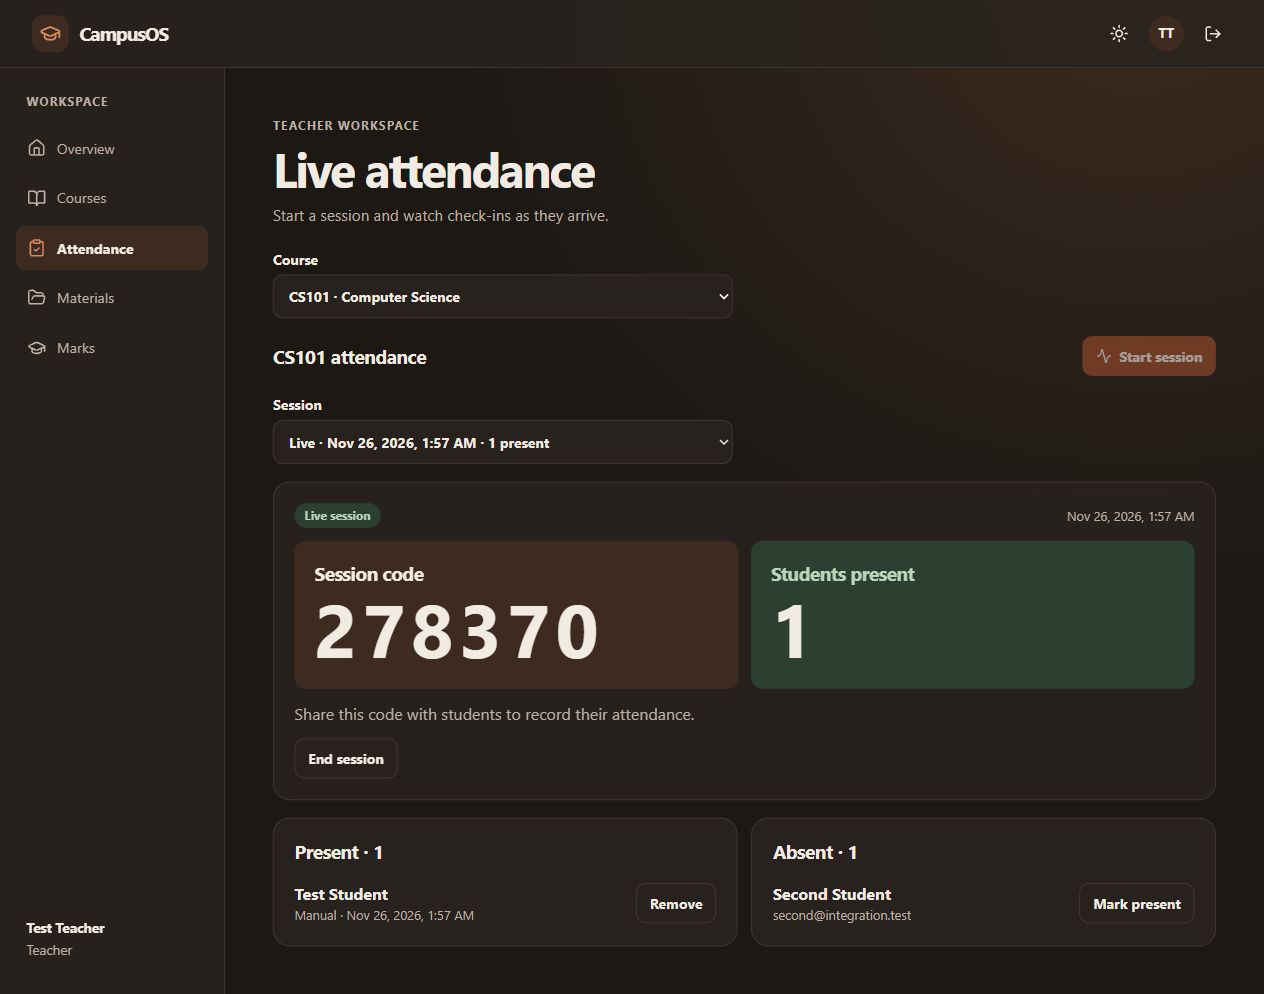 CampusOS
TT
WORKSPACE
Overview
Courses
Attendance
Materials
Marks
Test Teacher
Teacher
TEACHER WORKSPACE
Live attendance
Start a session and watch check-ins as they arrive.
Course
CS101 · Computer Science
CS101 attendance
Start session
Session
Live · Nov 26, 2026, 1:57 AM · 1 present
Live session
Nov 26, 2026, 1:57 AM
Session code
278370
Students present
1
Share this code with students to record their attendance.
End session
Present · 1
Test Student
Manual · Nov 26, 2026, 1:57 AM
Remove
Absent · 1
Second Student
second@integration.test
Mark present